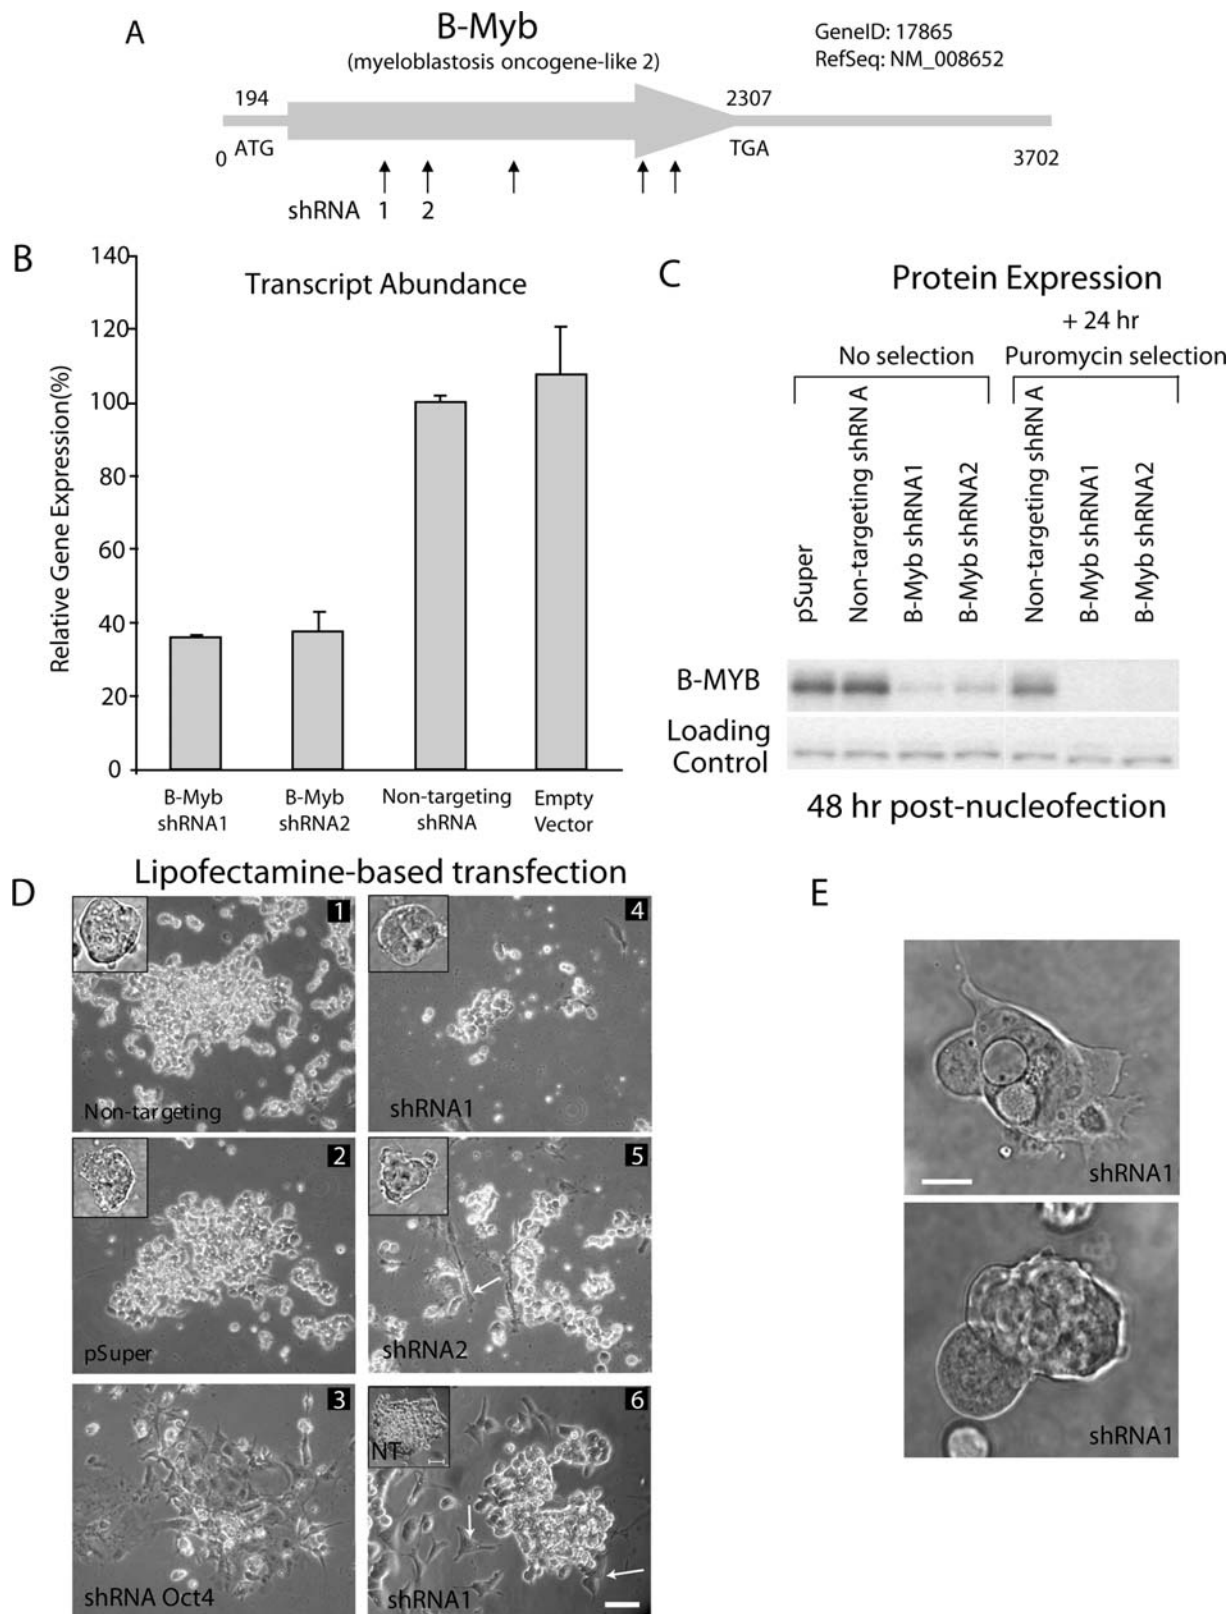 A
B-Myb
(myeloblastosis oncogene-like 2)
GeneID: 17865
RefSeq: NM_008652
194
2307
0
ATG
TGA
3702
shRNA 1 2
B
Transcript Abundance
Relative Gene Expression(%)
140
120
100
80
60
40
20
0
B-Myb
shRNA1
B-Myb
shRNA2
Non-targeting
shRNA
Empty
Vector
C
Protein Expression
+ 24 hr
No selection
Puromycin selection
pSuper
Non-targeting shRN A
B-Myb shRNA1
B-Myb shRNA2
Non-targeting shRNA
B-Myb shRNA1
B-Myb shRNA2
B-MYB
Loading
Control
48 hr post-nucleofection
D
Lipofectamine-based transfection
1
Non-targeting
4
shRNA1
2
pSuper
5
shRNA2
3
shRNA Oct4
6
NT
shRNA1
E
shRNA1
shRNA1